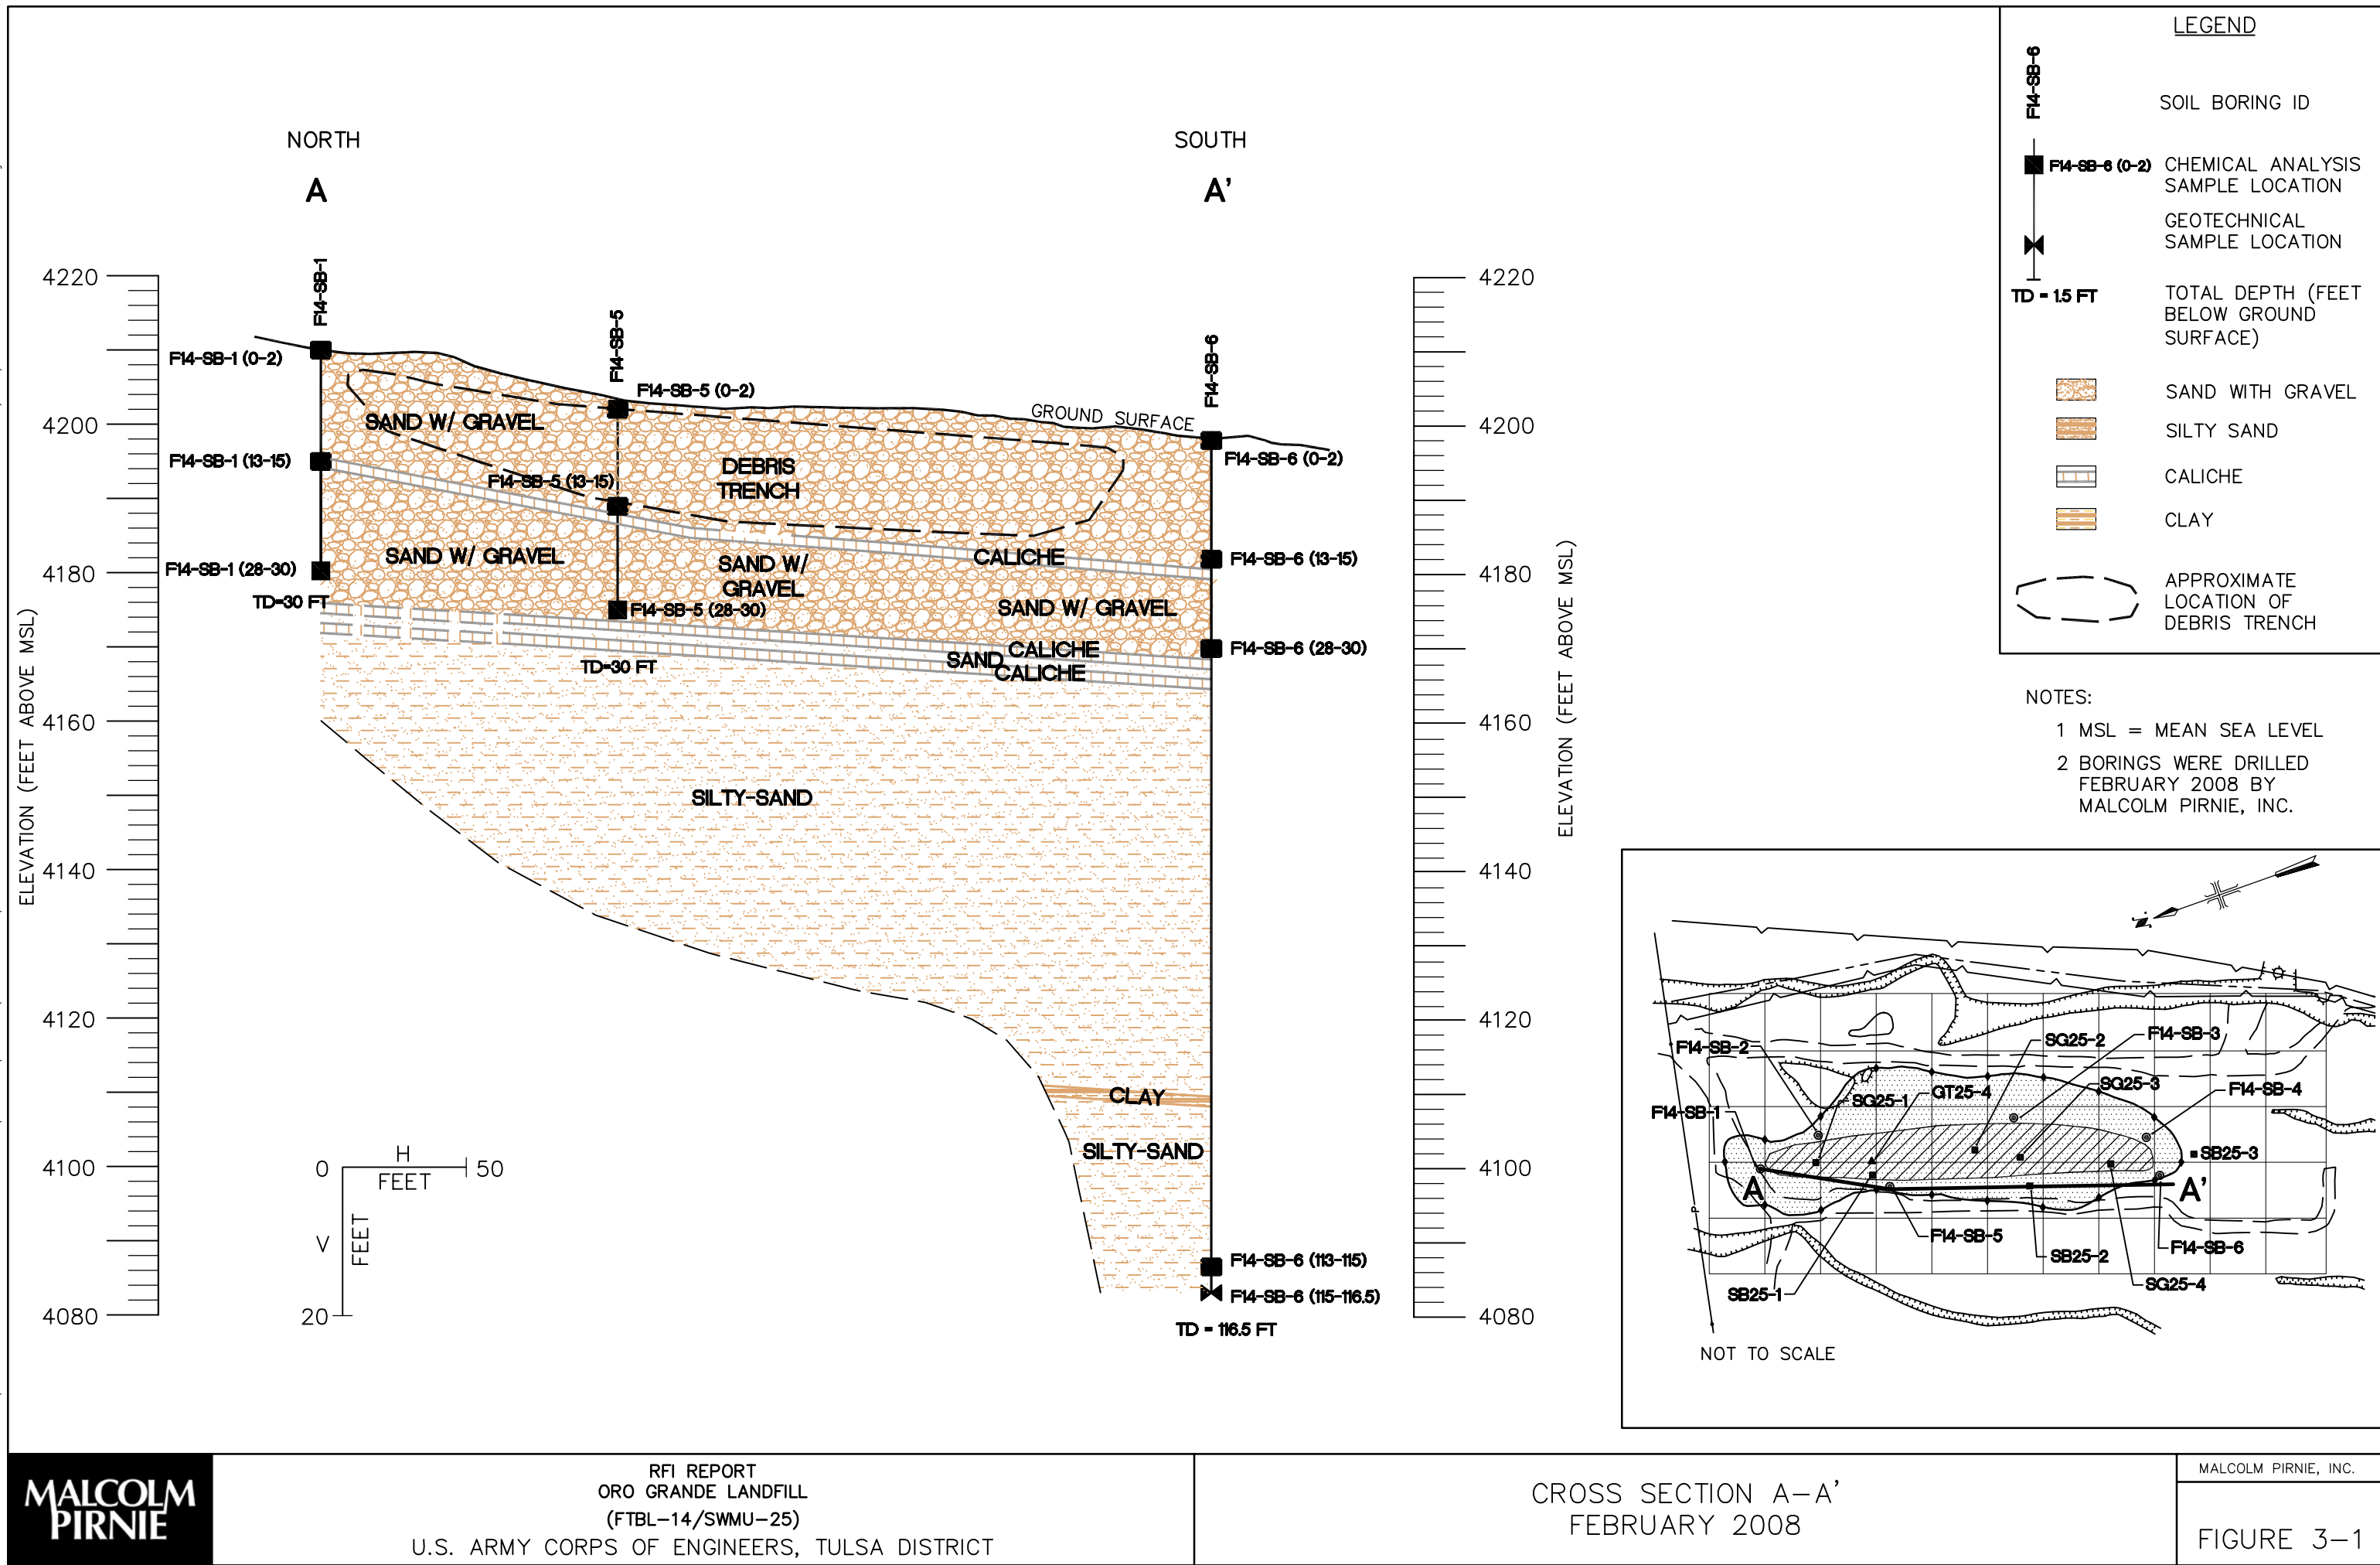 NORTH
A
SOUTH
A'
F14-SB-1
F14-SB-5
F14-SB-6
4220
4200
4180
4160
4140
4120
4100
4080
ELEVATION (FEET ABOVE MSL)
F14-SB-1 (0-2)
F14-SB-1 (13-15)
F14-SB-1 (28-30)
TD=30 FT
F14-SB-5 (0-2)
F14-SB-5 (13-15)
F14-SB-5 (28-30)
TD=30 FT
GROUND SURFACE
F14-SB-6 (0-2)
F14-SB-6 (13-15)
F14-SB-6 (28-30)
F14-SB-6 (113-115)
F14-SB-6 (115-116.5)
TD = 116.5 FT
SAND W/ GRAVEL
DEBRIS
TRENCH
SAND W/ GRAVEL
SAND W/
GRAVEL
CALICHE
SAND W/ GRAVEL
CALICHE
SAND
CALICHE
SILTY-SAND
CLAY
SILTY-SAND
0
H
FEET
50
V
FEET
20
4220
4200
4180
4160
4140
4120
4100
4080
ELEVATION (FEET ABOVE MSL)
LEGEND
F14-SB-6
SOIL BORING ID
F14-SB-6 (0-2)
CHEMICAL ANALYSIS
SAMPLE LOCATION
GEOTECHNICAL
SAMPLE LOCATION
TD = 1.5 FT
TOTAL DEPTH (FEET
BELOW GROUND
SURFACE)
SAND WITH GRAVEL
SILTY SAND
CALICHE
CLAY
APPROXIMATE
LOCATION OF
DEBRIS TRENCH
NOTES:
1 MSL = MEAN SEA LEVEL
2 BORINGS WERE DRILLED
FEBRUARY 2008 BY
MALCOLM PIRNIE, INC.
N
F14-SB-2
SG25-2
F14-SB-3
SG25-3
F14-SB-4
GT25-4
SG25-1
F14-SB-1
SB25-3
A
A'
P
F14-SB-5
SB25-2
F14-SB-6
SG25-4
SB25-1
NOT TO SCALE
MALCOLM
PIRNIE
RFI REPORT
ORO GRANDE LANDFILL
(FTBL-14/SWMU-25)
U.S. ARMY CORPS OF ENGINEERS, TULSA DISTRICT
CROSS SECTION A-A'
FEBRUARY 2008
MALCOLM PIRNIE, INC.
FIGURE 3-1